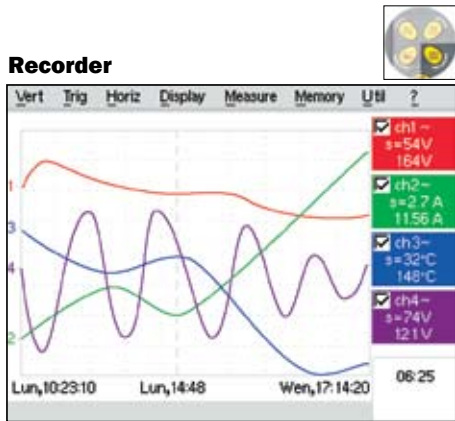 Recorder
Vert Trig Horiz Display Measure Memory Util ?
ch1~
s=54V
164V
ch2~
s=2.7 A
11.56 A
ch3~
s=32°C
148°C
ch4~
s=74V
121V
1
3
4
2
Lun,10:23:10 Lun,14:48 Wen,17:14:20
06:25